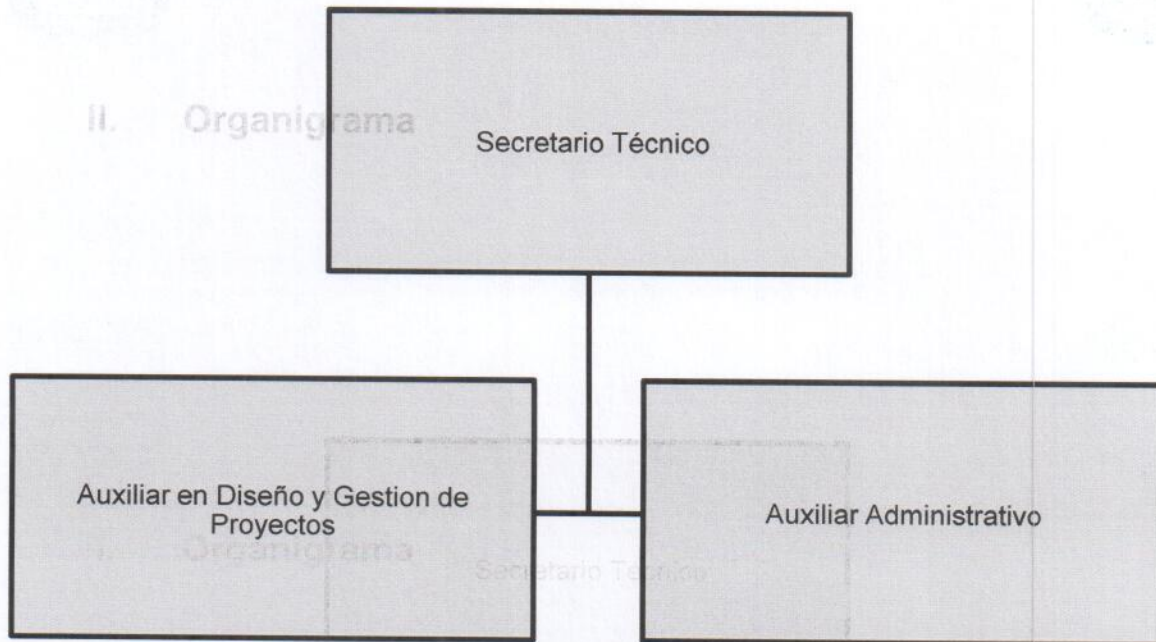 II. Organigrama
Secretario Técnico
Auxiliar en Diseño y Gestion de
Proyectos
Auxiliar Administrativo
Organigrama
Secretario Técnico